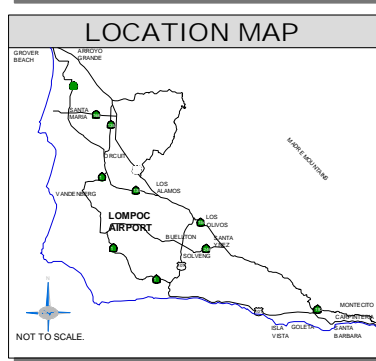 LOCATION MAP
GROVER
BEACH
ARROYO
GRANDE
SANTA
MARIA
ORCUIT
MADRE MOUNTAINS
VANDENBERG
LOS
ALAMOS
LOMPOC
AIRPORT
LOS
OLIVOS
BUELLTON
SANTA
YNEZ
SOLVENG
N
NOT TO SCALE.
MONTECITO
CARPINTERIA
ISLA
VISTA
GOLETA
SANTA
BARBARA